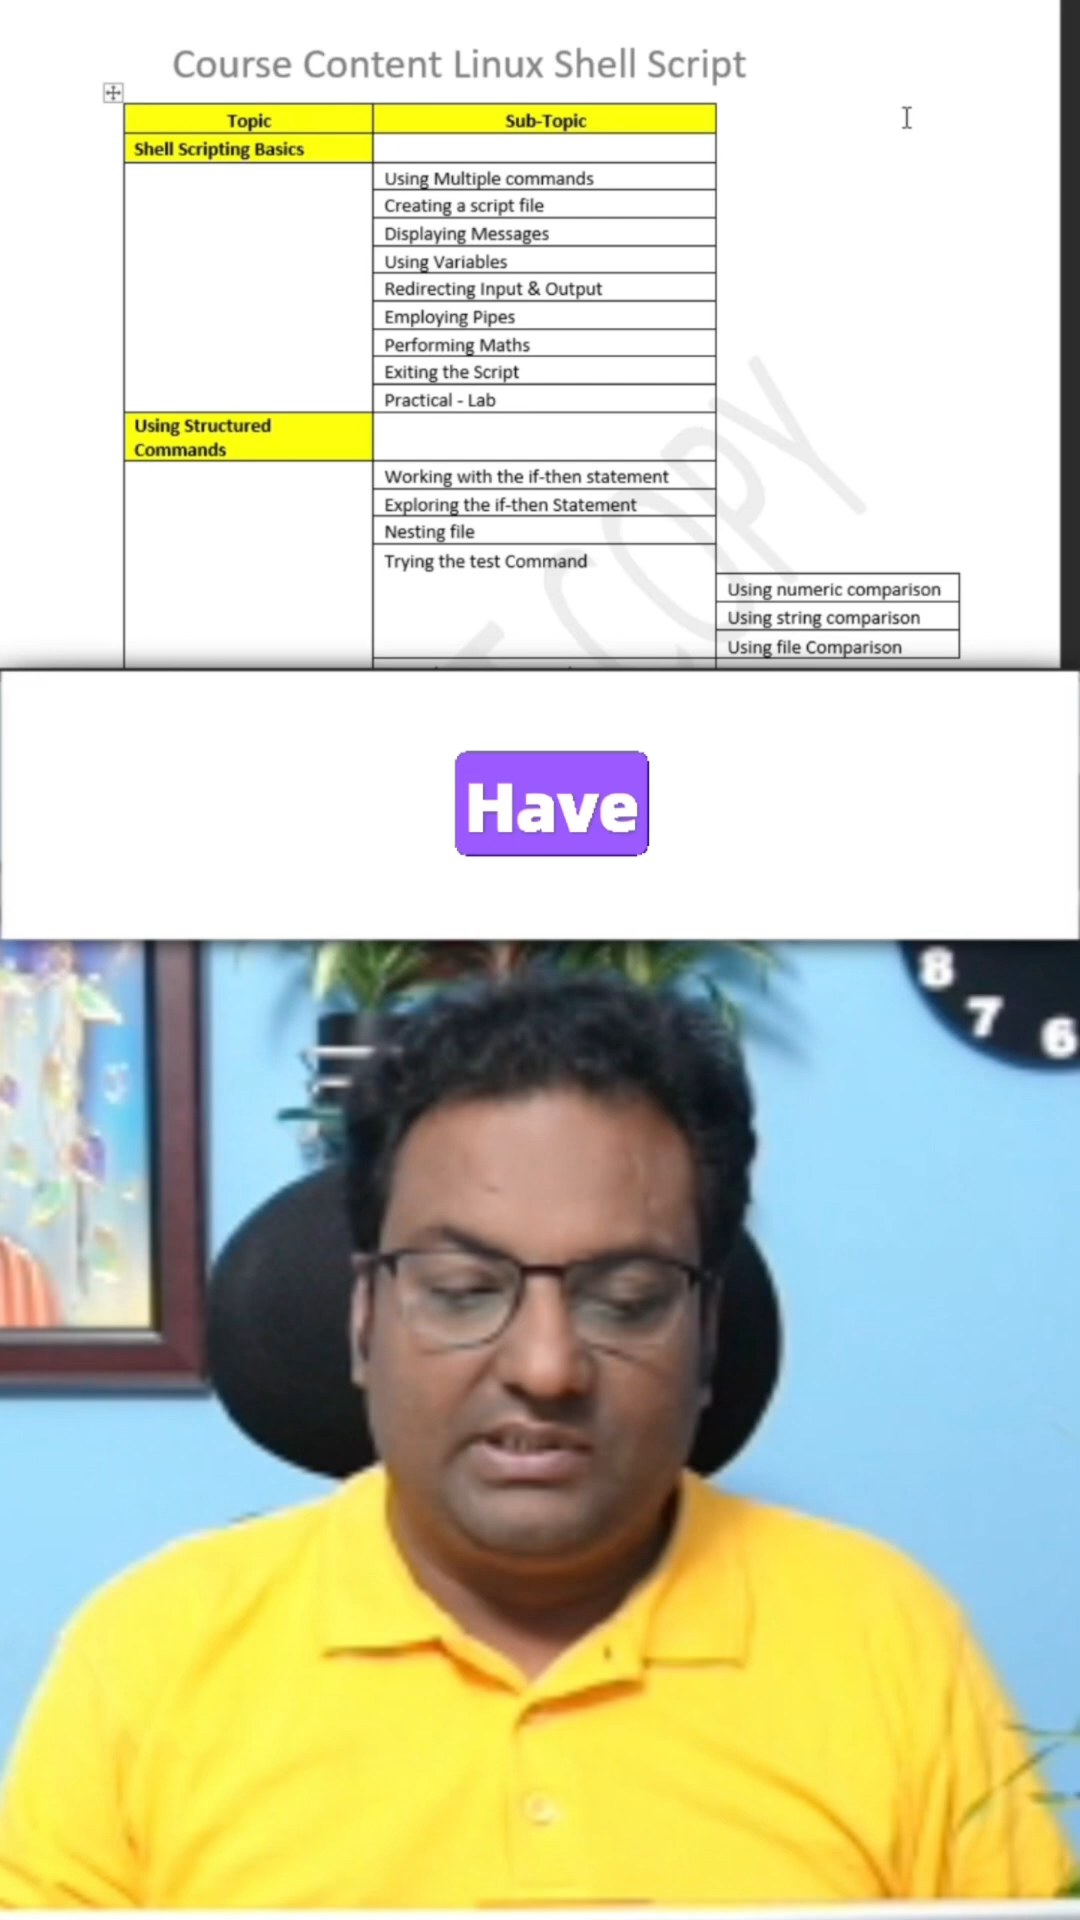 Course Content Linux Shell Script
Topic
Sub-Topic
Shell Scripting Basics
Using Multiple commands
Creating a script file
Displaying Messages
Using Variables
Redirecting Input & Output
Employing Pipes
Performing Maths
Exiting the Script
Practical - Lab
Using Structured
Commands
Working with the if-then statement
Exploring the if-then Statement
Nesting file
Trying the test Command
Using numeric comparison
Using string comparison
Using file Comparison
COPY
Have
8
7
6